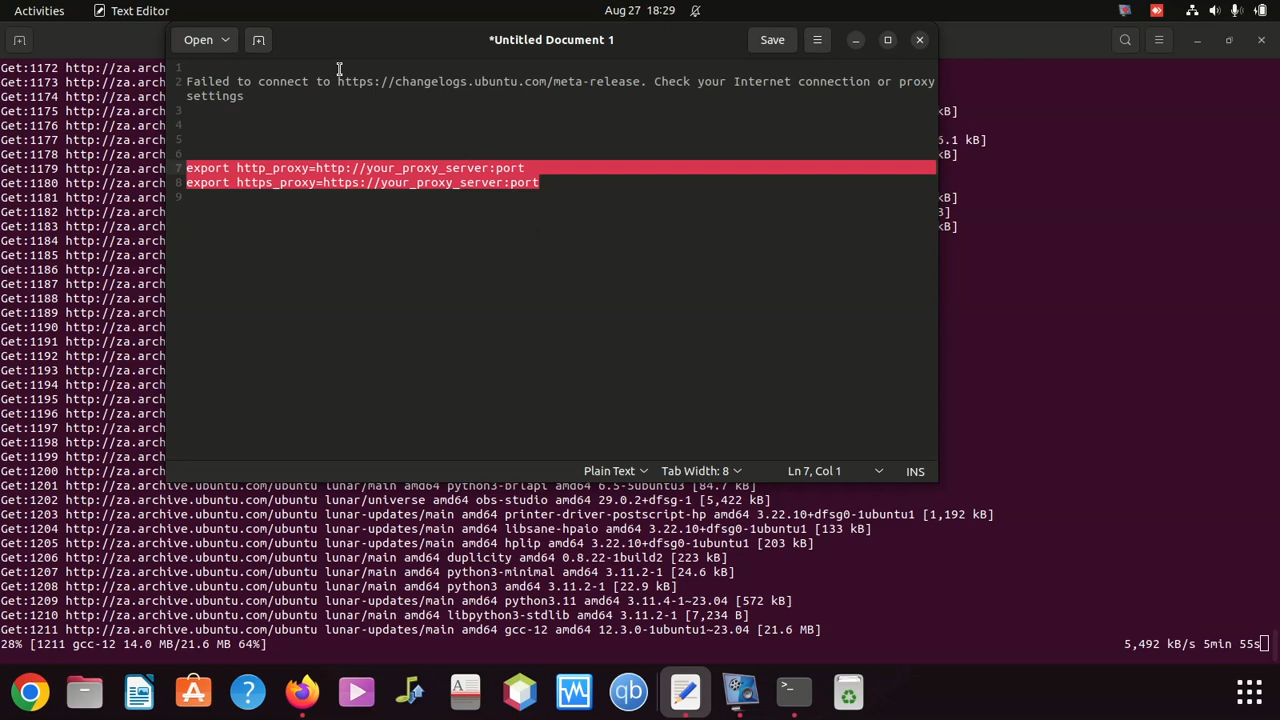 Activities Text Editor Aug 27 18:29
Open *Untitled Document 1 Save
1
2 Failed to connect to https://changelogs.ubuntu.com/meta-release. Check your Internet connection or proxy
settings
3
4
5
6
7 export http_proxy=http://your_proxy_server:port
8 export https_proxy=https://your_proxy_server:port
9
Plain Text Tab Width: 8 Ln 7, Col 1 INS
Get:1172 http://za.arch
Get:1173 http://za.arch
Get:1174 http://za.arch
Get:1175 http://za.arch kB]
Get:1176 http://za.arch
Get:1177 http://za.arch 6.1 kB]
Get:1178 http://za.arch
Get:1179 http://za.arch
Get:1180 http://za.arch
Get:1181 http://za.arch kB]
Get:1182 http://za.arch B]
Get:1183 http://za.arch kB]
Get:1184 http://za.arch
Get:1185 http://za.arch
Get:1186 http://za.arch
Get:1187 http://za.arch
Get:1188 http://za.arch
Get:1189 http://za.arch
Get:1190 http://za.arch
Get:1191 http://za.arch
Get:1192 http://za.arch
Get:1193 http://za.arch
Get:1194 http://za.arch
Get:1195 http://za.arch
Get:1196 http://za.arch
Get:1197 http://za.arch
Get:1198 http://za.arch
Get:1199 http://za.arch
Get:1200 http://za.arch
Get:1201 http://za.archive.ubuntu.com/ubuntu lunar/main amd64 python3-brlapi amd64 6.5-5ubuntu3 [84.7 kB]
Get:1202 http://za.archive.ubuntu.com/ubuntu lunar/universe amd64 obs-studio amd64 29.0.2+dfsg-1 [5,422 kB]
Get:1203 http://za.archive.ubuntu.com/ubuntu lunar-updates/main amd64 printer-driver-postscript-hp amd64 3.22.10+dfsg0-1ubuntu1 [1,192 kB]
Get:1204 http://za.archive.ubuntu.com/ubuntu lunar-updates/main amd64 libsane-hpaio amd64 3.22.10+dfsg0-1ubuntu1 [133 kB]
Get:1205 http://za.archive.ubuntu.com/ubuntu lunar-updates/main amd64 hplip amd64 3.22.10+dfsg0-1ubuntu1 [203 kB]
Get:1206 http://za.archive.ubuntu.com/ubuntu lunar/main amd64 duplicity amd64 0.8.22-1build2 [223 kB]
Get:1207 http://za.archive.ubuntu.com/ubuntu lunar/main amd64 python3-minimal amd64 3.11.2-1 [24.6 kB]
Get:1208 http://za.archive.ubuntu.com/ubuntu lunar/main amd64 python3 amd64 3.11.2-1 [22.9 kB]
Get:1209 http://za.archive.ubuntu.com/ubuntu lunar-updates/main amd64 python3.11 amd64 3.11.4-1~23.04 [572 kB]
Get:1210 http://za.archive.ubuntu.com/ubuntu lunar/main amd64 libpython3-stdlib amd64 3.11.2-1 [7,234 B]
Get:1211 http://za.archive.ubuntu.com/ubuntu lunar-updates/main amd64 gcc-12 amd64 12.3.0-1ubuntu1~23.04 [21.6 MB]
28% [1211 gcc-12 14.0 MB/21.6 MB 64%] 5,492 kB/s 5min 55s
qb